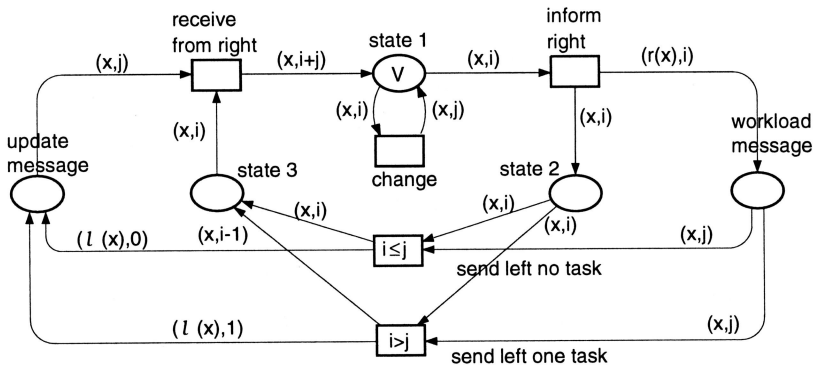 receive
from right
state 1
inform
right
(x,j)
(x,i+j)
V
(x,i)
(r(x),i)
(x,i)
(x,j)
(x,i)
(x,i)
update
message
workload
message
change
state 3
state 2
(x,i)
(x,i)
(x,i)
(l (x),0)
(x,i-1)
i≤j
(x,j)
send left no task
(l (x),1)
i>j
(x,j)
send left one task